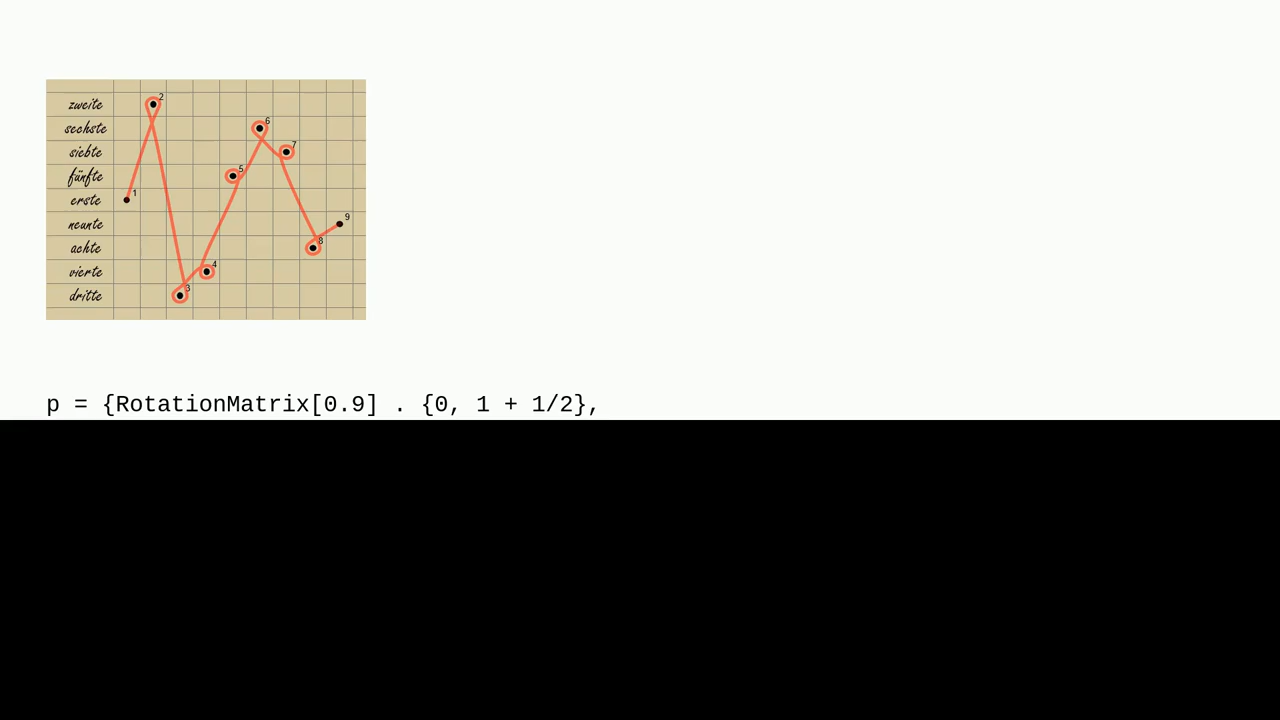 zweite 2
sechste 6
siebte 7
fünfte 5
erste 1
neunte 9
achte 8
vierte 4
dritte 3
p = {RotationMatrix[0.9] . {0, 1 + 1/2},